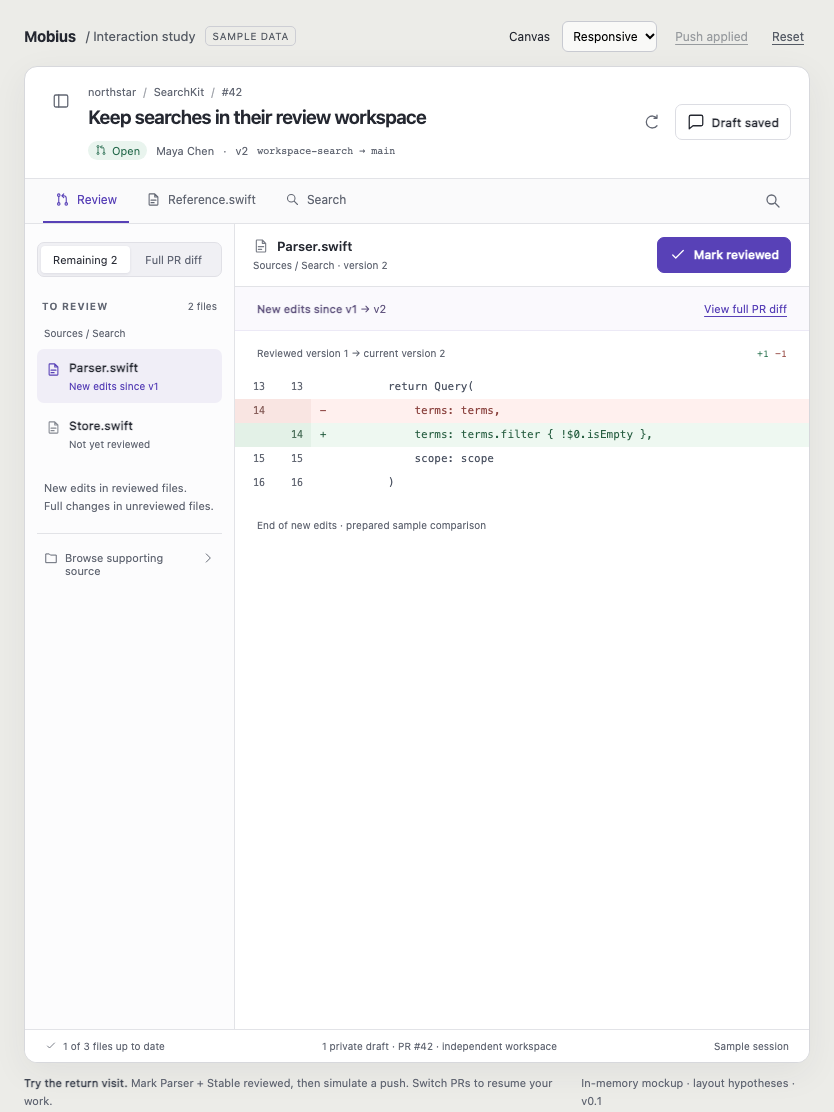 Mobius / Interaction study SAMPLE DATA Canvas Responsive Push applied Reset
northstar / SearchKit / #42
Keep searches in their review workspace
Draft saved
Open Maya Chen · v2 workspace-search → main
Review Reference.swift Search
Remaining 2 Full PR diff
TO REVIEW 2 files
Sources / Search
Parser.swift
New edits since v1
Store.swift
Not yet reviewed
New edits in reviewed files.
Full changes in unreviewed files.
Browse supporting
source
Parser.swift
Sources / Search · version 2
Mark reviewed
New edits since v1 → v2 View full PR diff
Reviewed version 1 → current version 2 +1 −1
13 13 return Query(
14 − terms: terms,
14 + terms: terms.filter { !$0.isEmpty },
15 15 scope: scope
16 16 )
End of new edits · prepared sample comparison
1 of 3 files up to date 1 private draft · PR #42 · independent workspace Sample session
Try the return visit. Mark Parser + Stable reviewed, then simulate a push. Switch PRs to resume your
work.
In-memory mockup · layout hypotheses ·
v0.1